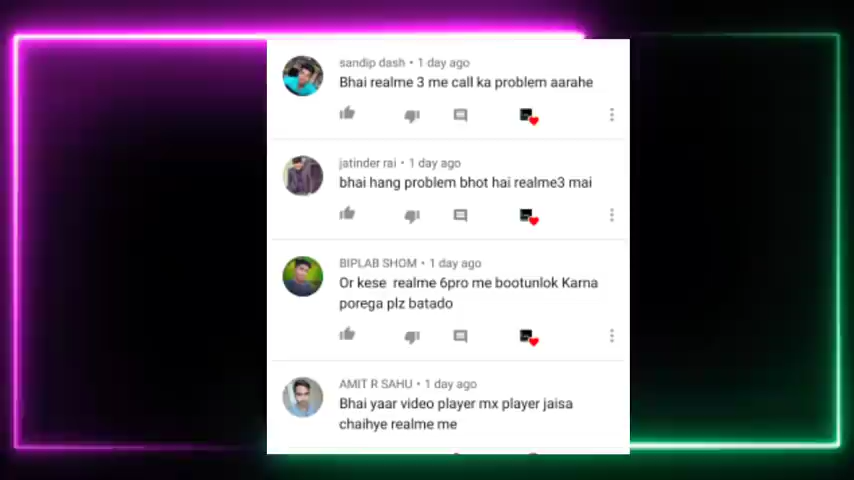 sandip dash • 1 day ago
Bhai realme 3 me call ka problem aarahe
jatinder rai • 1 day ago
bhai hang problem bhot hai realme3 mai
BIPLAB SHOM • 1 day ago
Or kese realme 6pro me bootunlok Karna
porega plz batado
AMIT R SAHU • 1 day ago
Bhai yaar video player mx player jaisa
chaihye realme me